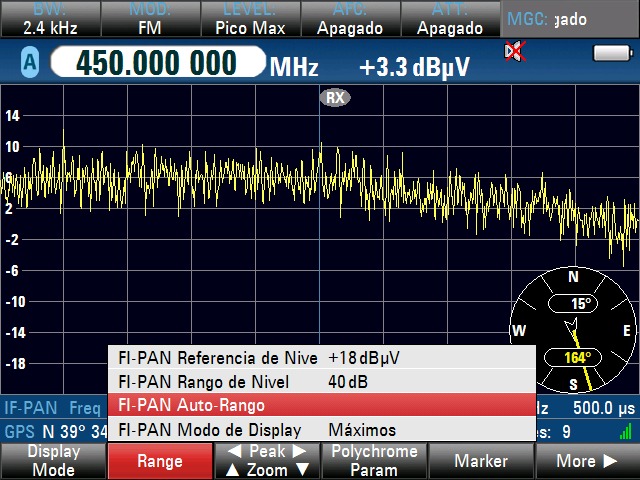 BW: MOD: LEVEL: AFC: ATT: MGC:
2.4 kHz FM Pico Max Apagado Apagado
A 450.000 000 MHz +3.3 dBµV
RX
14
10
6
2
-2
-6
-10
-14
-18
N
15°
W E
164°
S
FI-PAN Referencia de Nive +18 dBµV
FI-PAN Rango de Nivel 40 dB
FI-PAN Auto-Rango
FI-PAN Modo de Display Máximos
IF-PAN Freq Hz 500.0 µs
GPS N 39° 34 es: 9
Display Mode
Range
◀ Peak ▶
▲ Zoom ▼
Polychrome Param
Marker
More ▶